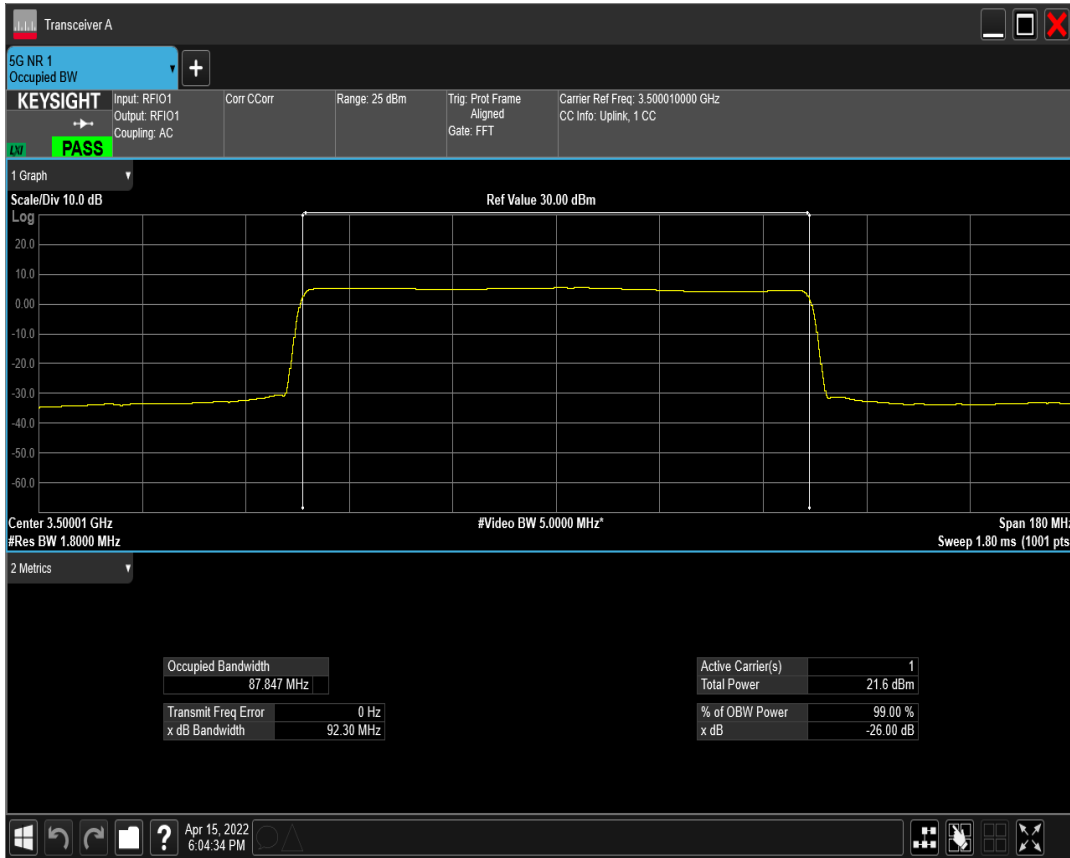 Transceiver A
5G NR 1
Occupied BW
+
KEYSIGHT
LXI
PASS
Input: RFIO1
Output: RFIO1
Coupling: AC
Corr CCorr
Range: 25 dBm
Trig: Prot Frame
Aligned
Gate: FFT
Carrier Ref Freq: 3.500010000 GHz
CC Info: Uplink, 1 CC
1 Graph
Scale/Div 10.0 dB
Ref Value 30.00 dBm
Log
20.0
10.0
0.00
-10.0
-20.0
-30.0
-40.0
-50.0
-60.0
Center 3.50001 GHz
#Video BW 5.0000 MHz*
Span 180 MHz
#Res BW 1.8000 MHz
Sweep 1.80 ms (1001 pts
2 Metrics
Occupied Bandwidth
87.847 MHz
Transmit Freq Error 0 Hz
x dB Bandwidth 92.30 MHz
Active Carrier(s) 1
Total Power 21.6 dBm
% of OBW Power 99.00 %
x dB -26.00 dB
?
Apr 15, 2022
6:04:34 PM